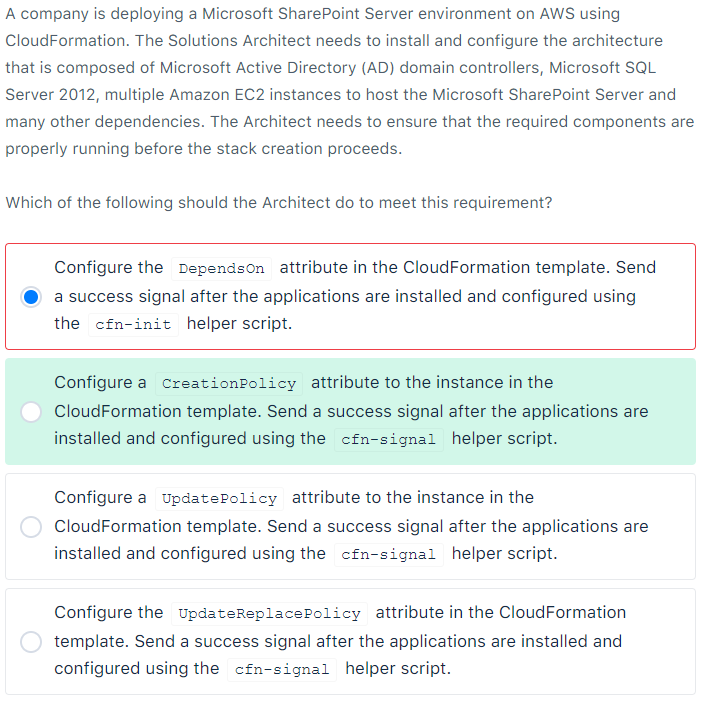 A company is deploying a Microsoft SharePoint Server environment on AWS using
CloudFormation. The Solutions Architect needs to install and configure the architecture
that is composed of Microsoft Active Directory (AD) domain controllers, Microsoft SQL
Server 2012, multiple Amazon EC2 instances to host the Microsoft SharePoint Server and
many other dependencies. The Architect needs to ensure that the required components are
properly running before the stack creation proceeds.
Which of the following should the Architect do to meet this requirement?
Configure the DependsOn attribute in the CloudFormation template. Send
a success signal after the applications are installed and configured using
the cfn-init helper script.
Configure a CreationPolicy attribute to the instance in the
CloudFormation template. Send a success signal after the applications are
installed and configured using the cfn-signal helper script.
Configure a UpdatePolicy attribute to the instance in the
CloudFormation template. Send a success signal after the applications are
installed and configured using the cfn-signal helper script.
Configure the UpdateReplacePolicy attribute in the CloudFormation
template. Send a success signal after the applications are installed and
configured using the cfn-signal helper script.